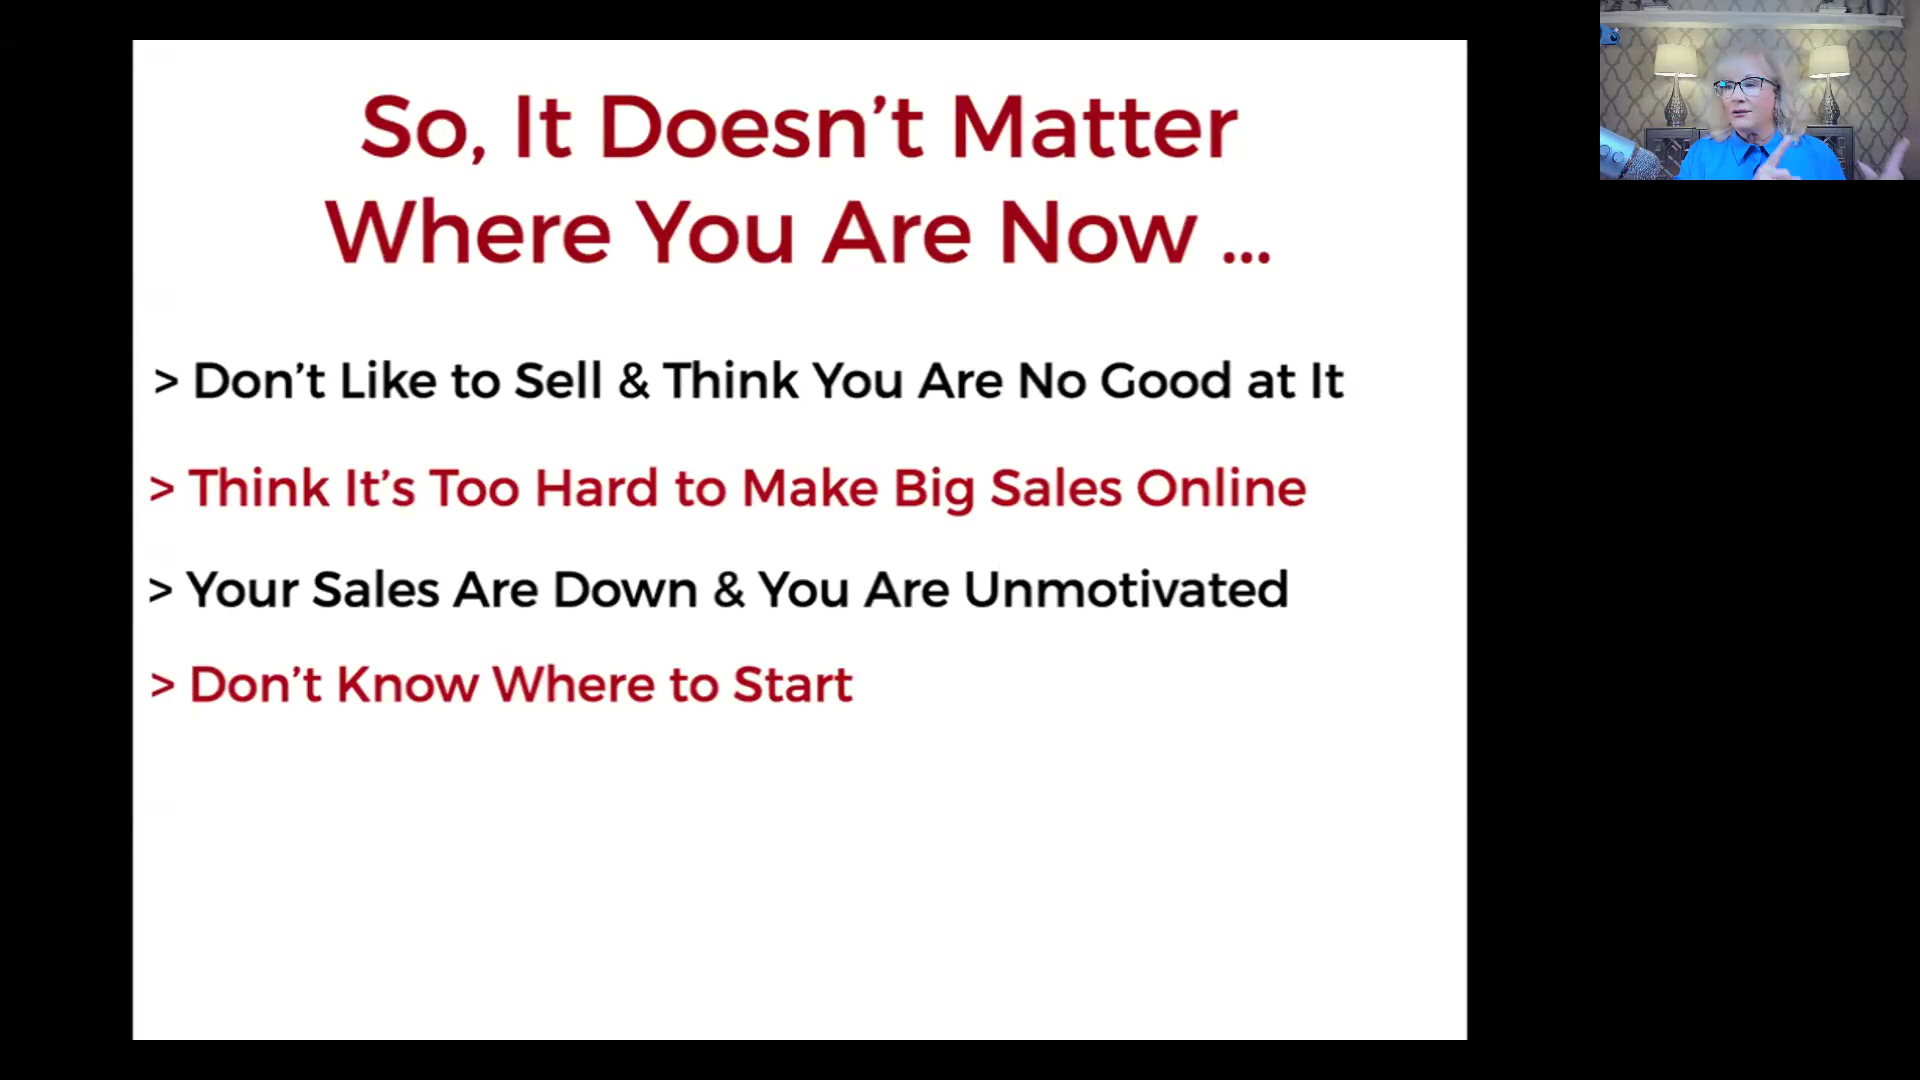 So, It Doesn’t Matter
Where You Are Now ...
> Don’t Like to Sell & Think You Are No Good at It
> Think It’s Too Hard to Make Big Sales Online
> Your Sales Are Down & You Are Unmotivated
> Don’t Know Where to Start